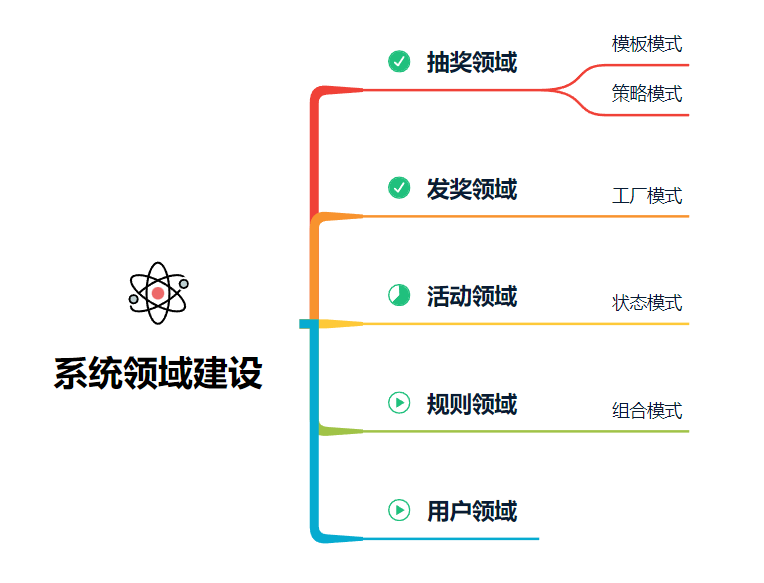 系统领域建设
抽奖领域
模板模式
策略模式
发奖领域
工厂模式
活动领域
状态模式
规则领域
组合模式
用户领域